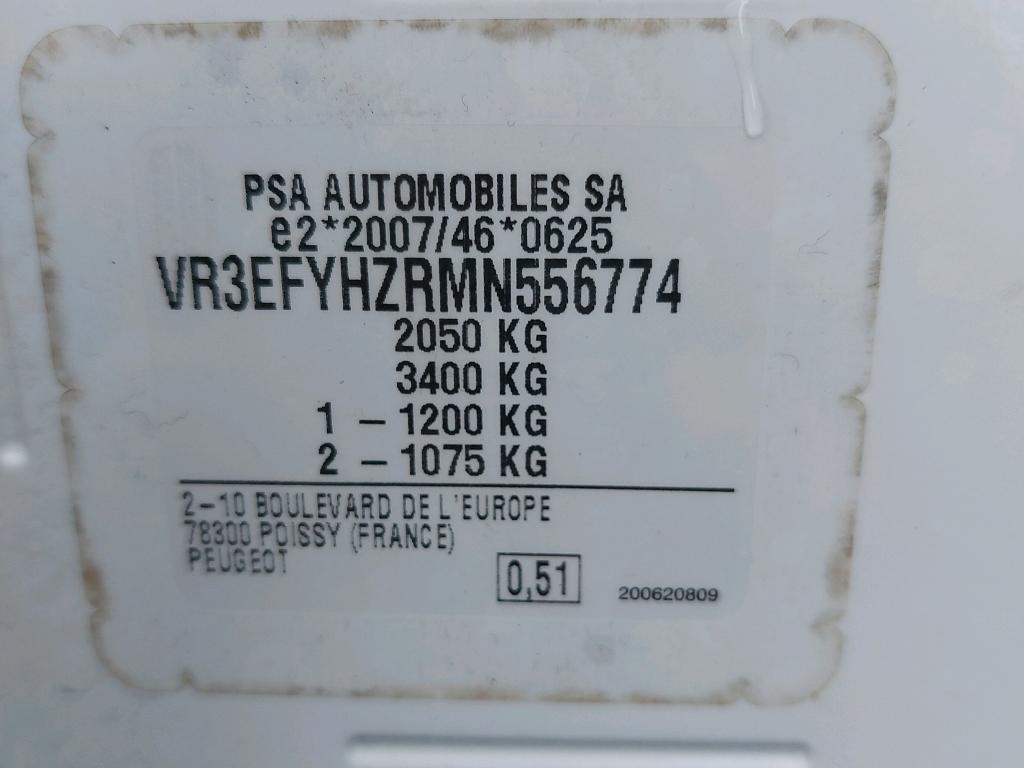 PSA AUTOMOBILES SA
e2*2007/46*0625
VR3EFYHZRMN556774
2050 KG
3400 KG
1 - 1200 KG
2 - 1075 KG
2-10 BOULEVARD DE L'EUROPE
78300 POISSY (FRANCE)
PEUGEOT
0,51
200620809